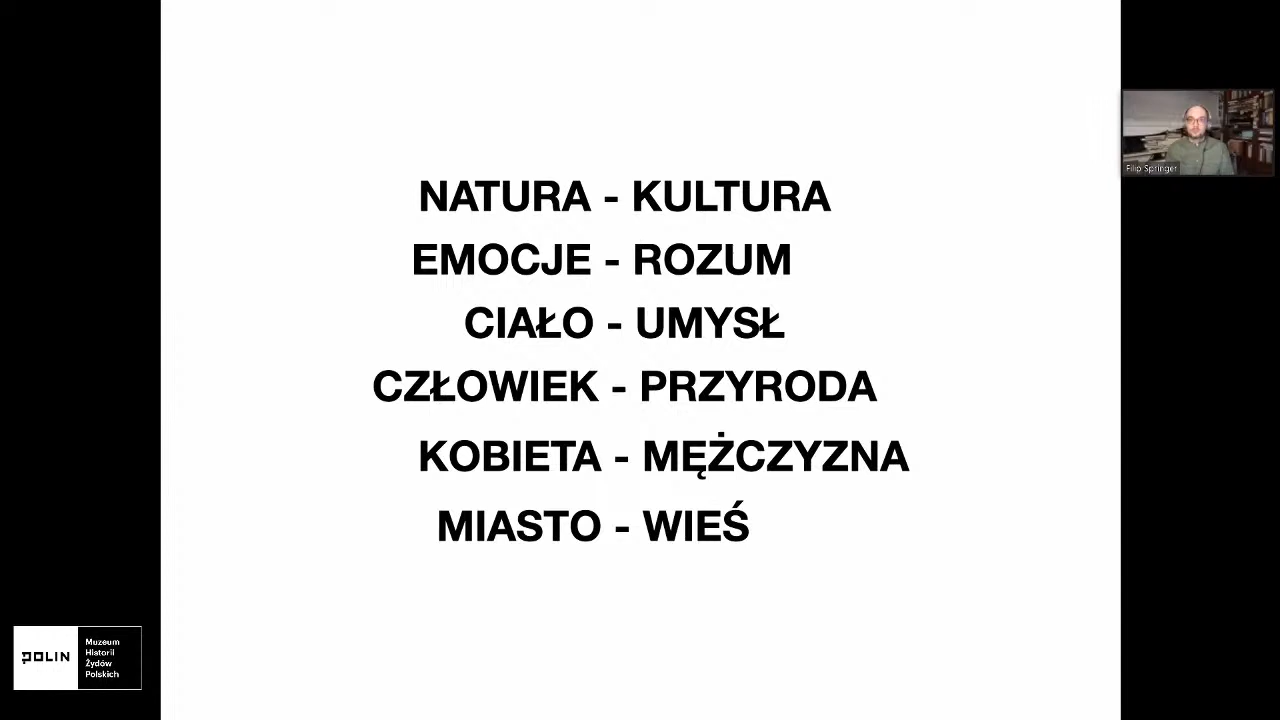 NATURA - KULTURA
EMOCJE - ROZUM
CIAŁO - UMYSŁ
CZŁOWIEK - PRZYRODA
KOBIETA - MĘŻCZYZNA
MIASTO - WIEŚ
Filip Springer
POLIN
Muzeum
Historii
Żydów
Polskich